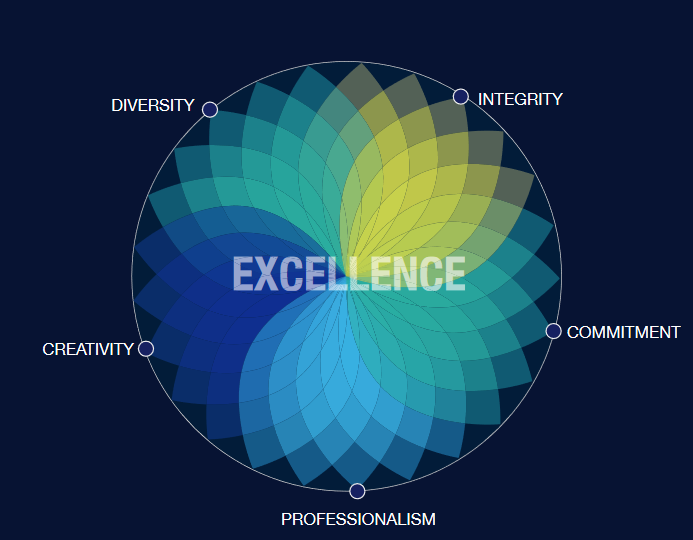 DIVERSITY
INTEGRITY
EXCELLENCE
COMMITMENT
CREATIVITY
PROFESSIONALISM